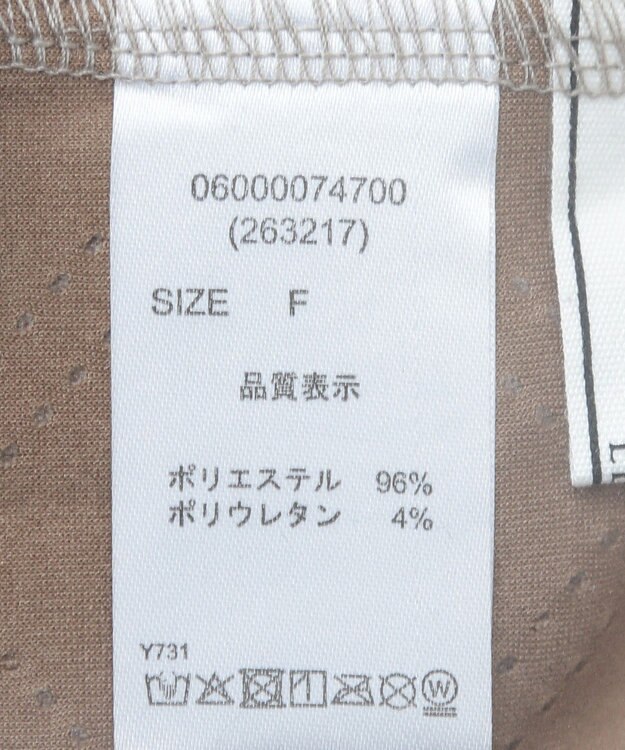 06000074700
(263217)
SIZE F
品質表示
ポリエステル 96%
ポリウレタン 4%
Y731
W